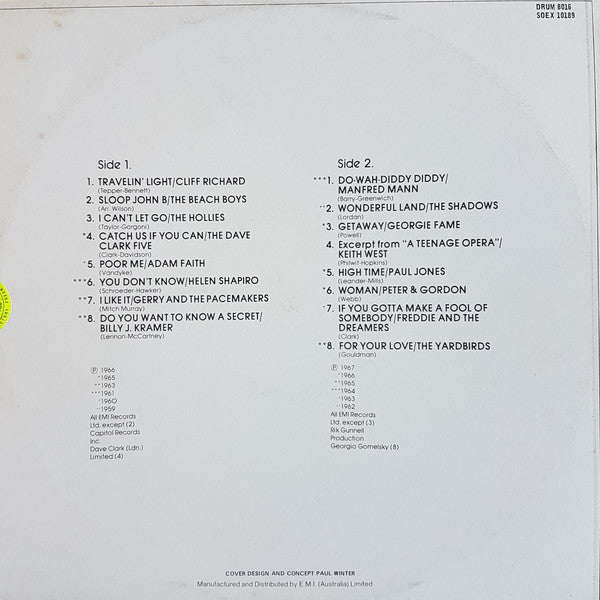 DRUM 8016
SOEX 10189
Side 1.
1. TRAVELIN' LIGHT/CLIFF RICHARD
(Tepper-Bennett)
2. SLOOP JOHN B/THE BEACH BOYS
(Arr. Wilson)
3. I CAN'T LET GO/THE HOLLIES
(Taylor-Gorgoni)
*4. CATCH US IF YOU CAN/THE DAVE
CLARK FIVE
(Clark-Davidson)
*5. POOR ME/ADAM FAITH
(Vandyke)
****6. YOU DON'T KNOW/HELEN SHAPIRO
(Schroeder-Hawker)
**7. I LIKE IT/GERRY AND THE PACEMAKERS
(Mitch Murray)
**8. DO YOU WANT TO KNOW A SECRET/
BILLY J. KRAMER
(Lennon-McCartney)
Ⓟ 1966
*1965
**1963
***1961
*1960
**1959
All EMI Records
Ltd. except (2)
Capitol Records
Inc.
Dave Clark (Ldn.)
Limited (4)
Side 2.
***1. DO-WAH-DIDDY DIDDY/
MANFRED MANN
(Barry-Greenwich)
**2. WONDERFUL LAND/THE SHADOWS
(Lordan)
*3. GETAWAY/GEORGIE FAME
(Powell)
4. Excerpt from "A TEENAGE OPERA"/
KEITH WEST
(Philwit-Hopkins)
*5. HIGH TIME/PAUL JONES
(Leander-Mills)
*6. WOMAN/PETER & GORDON
(Webb)
*7. IF YOU GOTTA MAKE A FOOL OF
SOMEBODY/FREDDIE AND THE
DREAMERS
(Clark)
**8. FOR YOUR LOVE/THE YARDBIRDS
(Gouldman)
Ⓟ 1967
*1966
**1965
***1964
*1963
**1962
All EMI Records
Ltd. except (3)
Rik Gunnell
Production
Georgio Gomelsky (8)
COVER DESIGN AND CONCEPT PAUL WINTER
Manufactured and Distributed by E.M.I. (Australia) Limited